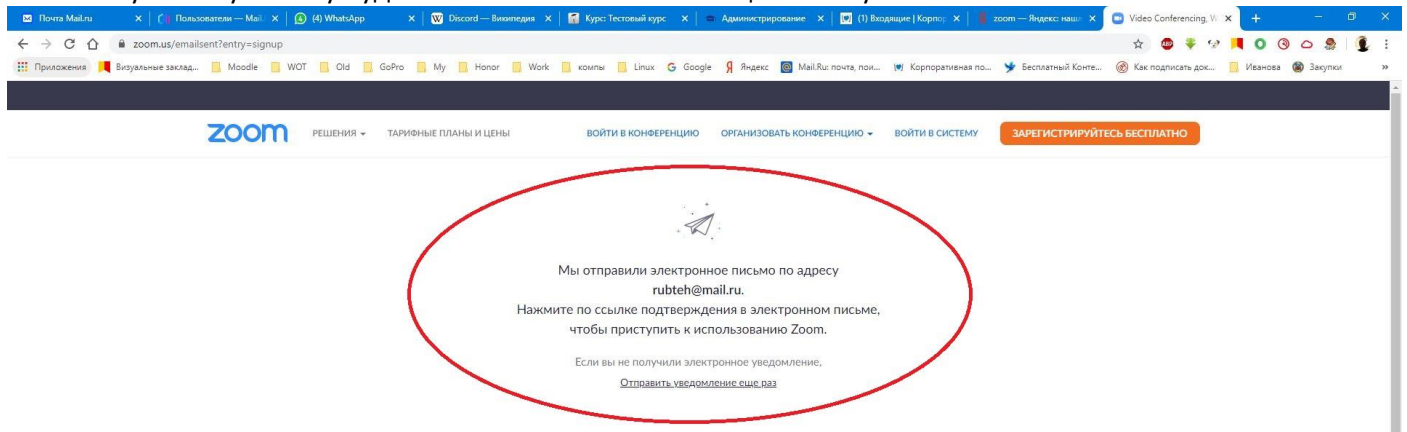 Почта Mail.ru
Пользователи — Mail
(4) WhatsApp
Discord — Википедия
Курс: Тестовый курс
Администрирование
(1) Входящие | Корпор
zoom — Яндекс: наш
Video Conferencing, W
zoom.us/emailsent?entry=signup
Приложения Визуальные заклад... Moodle WOT Old GoPro My Honor Work компы Linux Google Яндекс Mail.Ru: почта, пои... Корпоративная по... Бесплатный Конте... Как подписать док... Иванова Закупки »
zoom РЕШЕНИЯ ТАРИФНЫЕ ПЛАНЫ И ЦЕНЫ ВОЙТИ В КОНФЕРЕНЦИЮ ОРГАНИЗОВАТЬ КОНФЕРЕНЦИЮ ВОЙТИ В СИСТЕМУ ЗАРЕГИСТРИРУЙТЕСЬ БЕСПЛАТНО
Мы отправили электронное письмо по адресу
rubteh@mail.ru.
Нажмите по ссылке подтверждения в электронном письме,
чтобы приступить к использованию Zoom.
Если вы не получили электронное уведомление,
Отправить уведомление еще раз